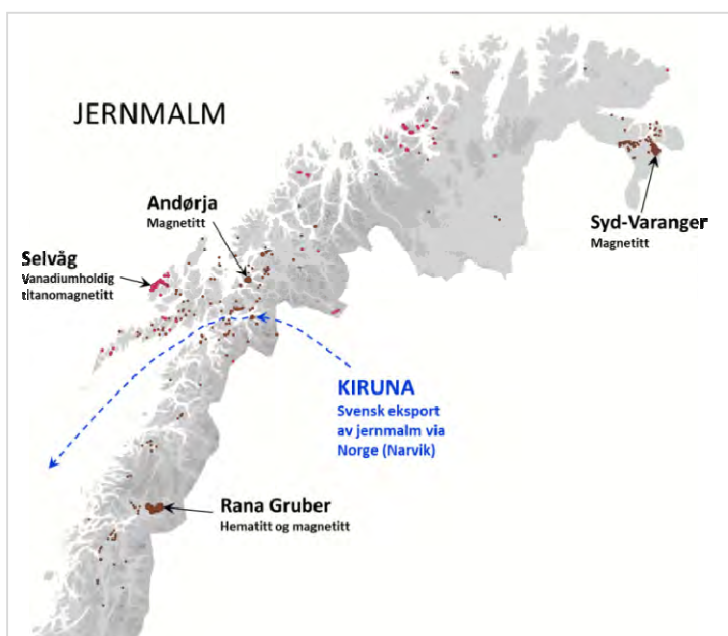 JERNMALM
Andørja
Magnetitt
Syd-Varanger
Magnetitt
Selvåg
Vanadiumholdig
titanomagnetitt
KIRUNA
Svensk eksport
av jernmalm via
Norge (Narvik)
Rana Gruber
Hematitt og magnetitt